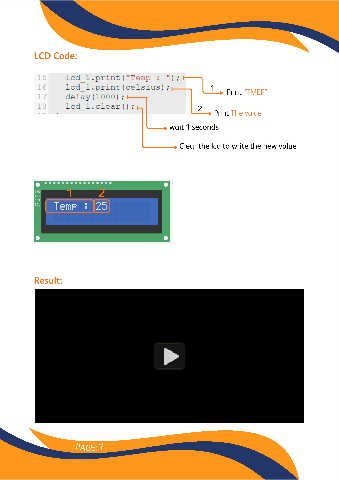 LCD Code:
15 lcd_1.print("Temp : ");
16 lcd_1.print(celsius);
17 delay(1000);
18 lcd_1.clear();
1
Print "TMEP"
2
Print The value
wait 1 seconds
Clear the lcd to write the new value
1 2
Temp : 25
Result:
PAGE:7